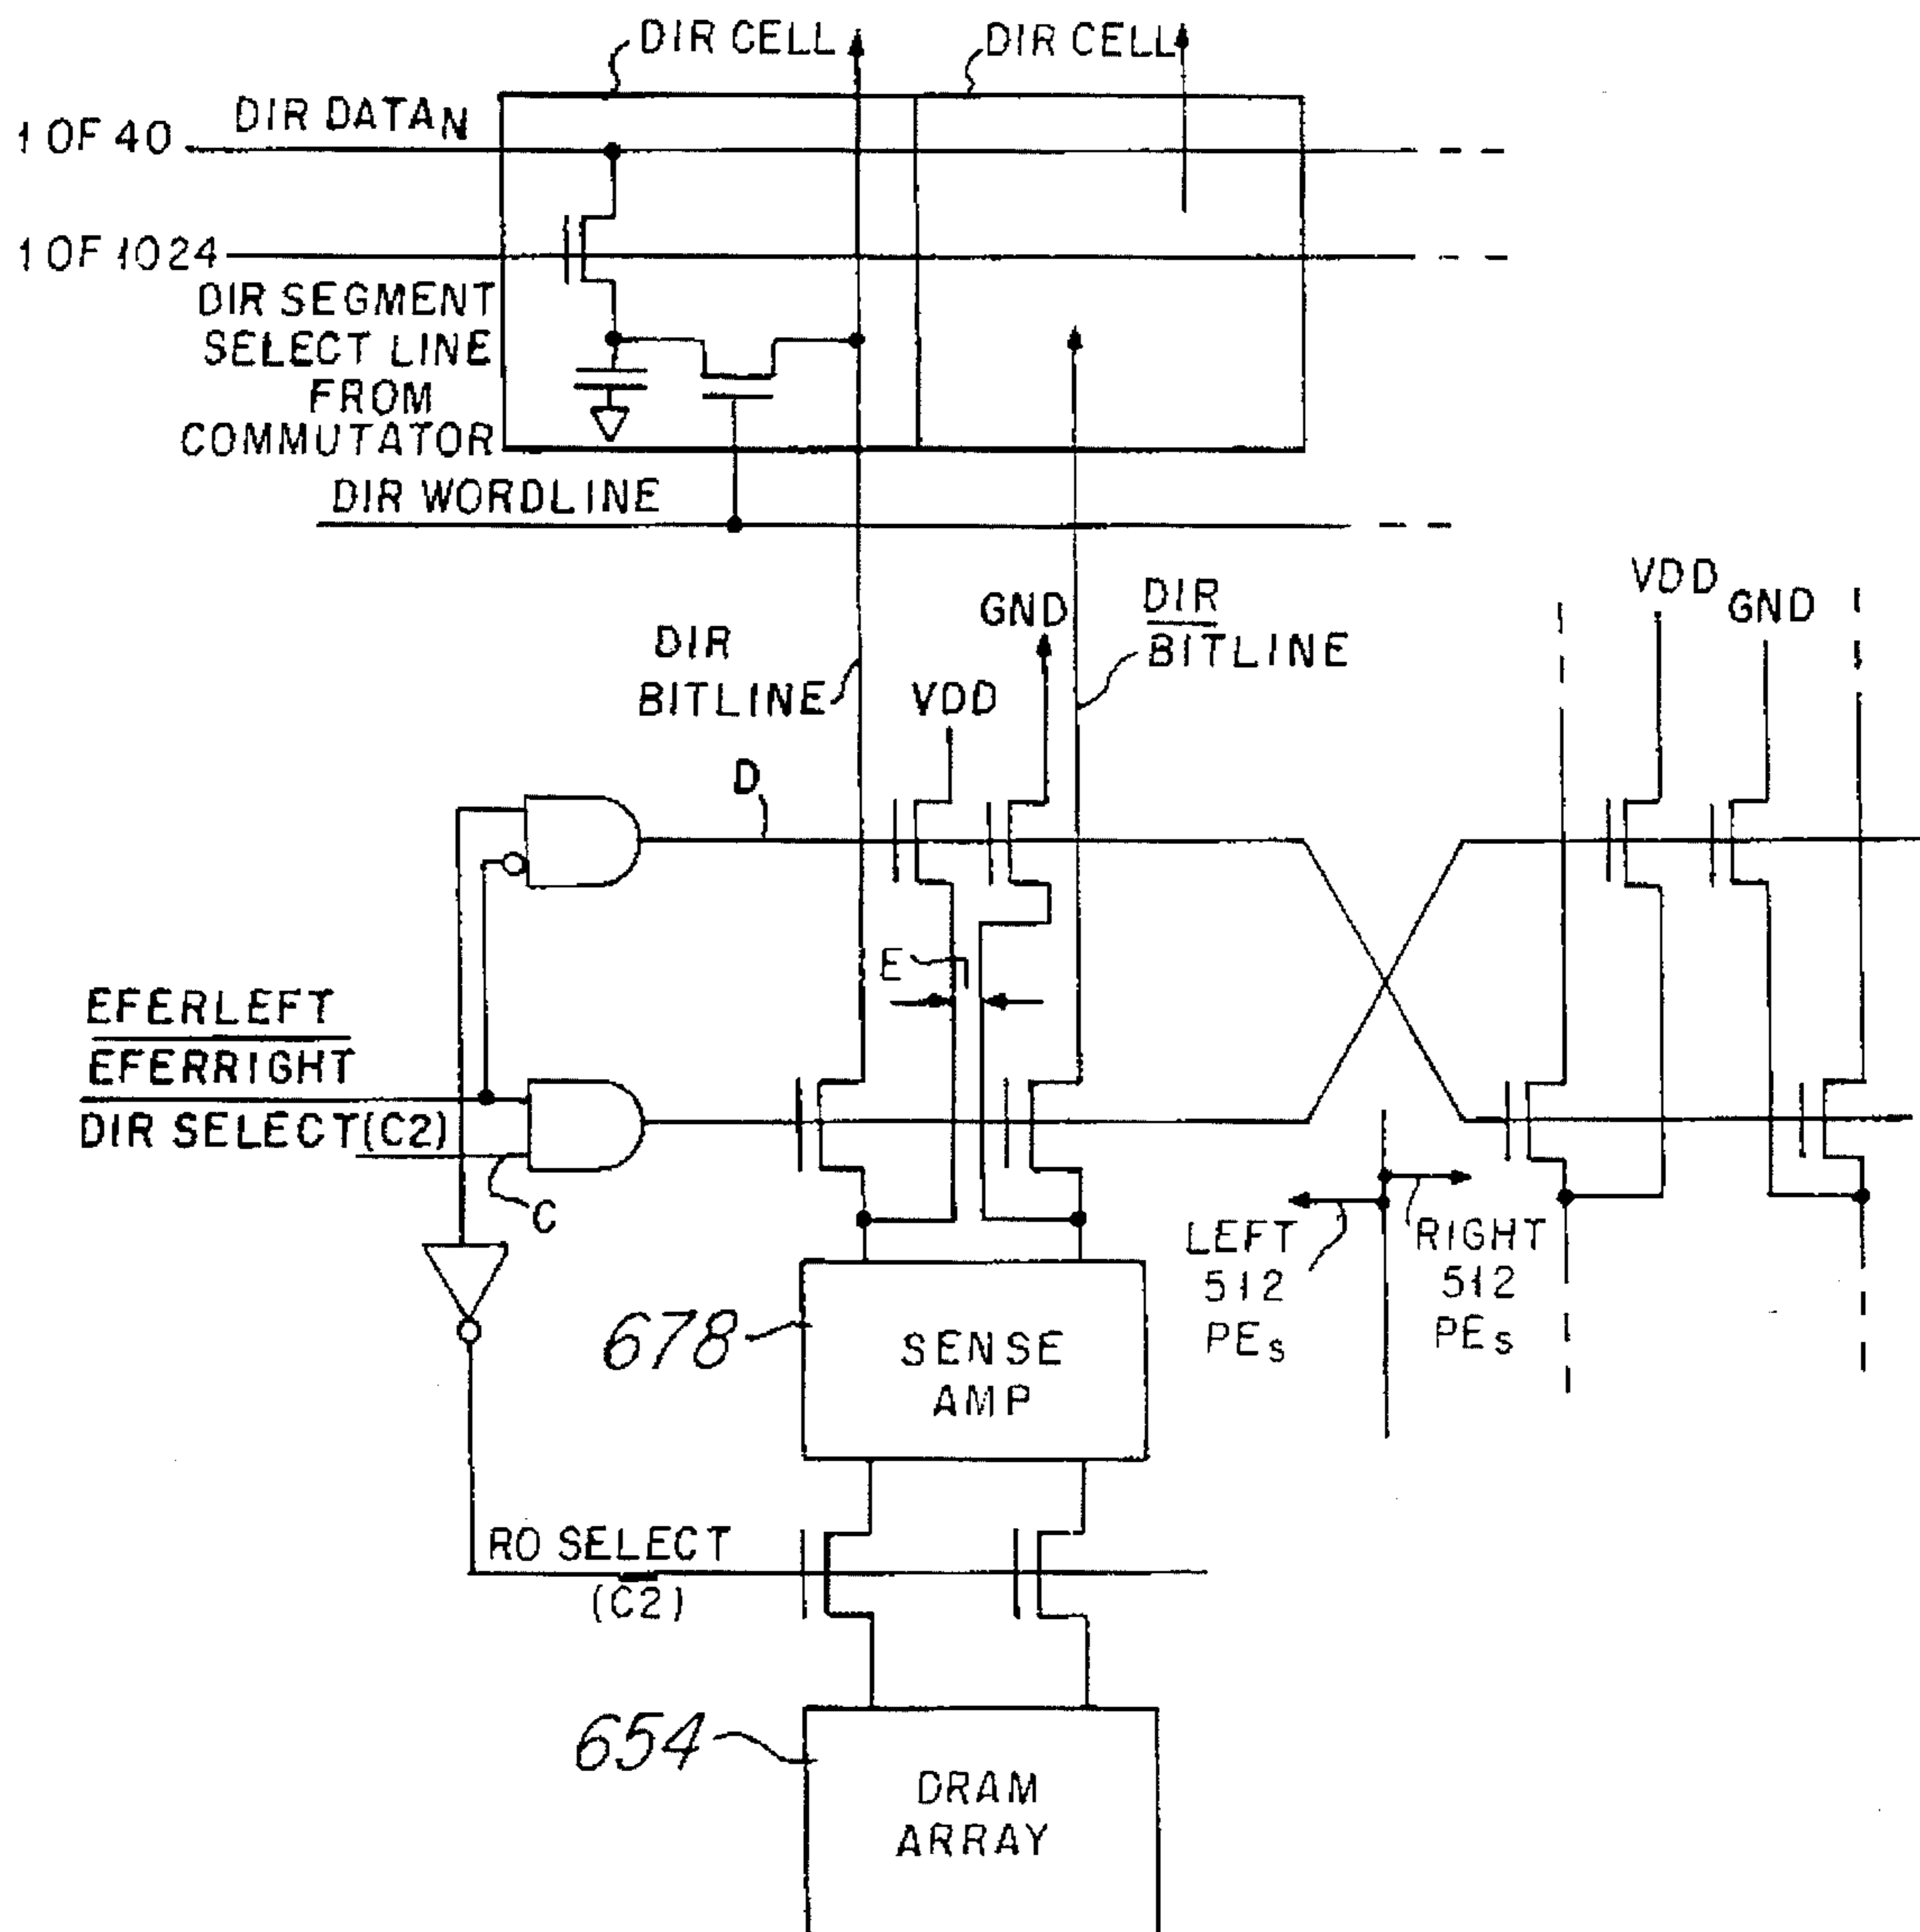 DIR CELL
DIR CELL
1 OF 40
DIR DATAN
1 OF 1024
DIR SEGMENT
SELECT LINE
FROM
COMMUTATOR
DIR WORDLINE
VDD
GND
GND
DIR
BITLINE
DIR
BITLINE
VDD
D
E
EFERLEFT
EFERRIGHT
DIR SELECT(C2)
C
LEFT
512
PEs
RIGHT
512
PEs
678
SENSE
AMP
RO SELECT
(C2)
654
DRAM
ARRAY